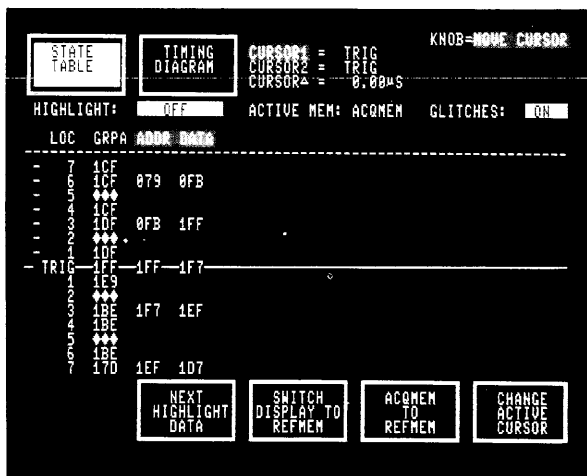 KNOB=MOVE CURSOR
STATE TABLE
TIMING DIAGRAM
CURSOR1 = TRIG
CURSOR2 = TRIG
CURSOR△ = 0.00µS
HIGHLIGHT: OFF ACTIVE MEM: ACQMEM GLITCHES: ON
LOC GRPA ADDR DATA
- 7 1CF
- 6 1CF 079 0FB
- 5 ♦♦♦
- 4 1CF
- 3 1DF 0FB 1FF
- 2 ♦♦♦
- 1 1DF
- TRIG 1FF 1FF 1F7
1 1E9
2 ♦♦♦
3 1BE 1F7 1EF
4 1BE
5 ♦♦♦
6 1BE
7 17D 1EF 1D7
NEXT HIGHLIGHT DATA
SWITCH DISPLAY TO REFMEM
ACQMEM TO REFMEM
CHANGE ACTIVE CURSOR